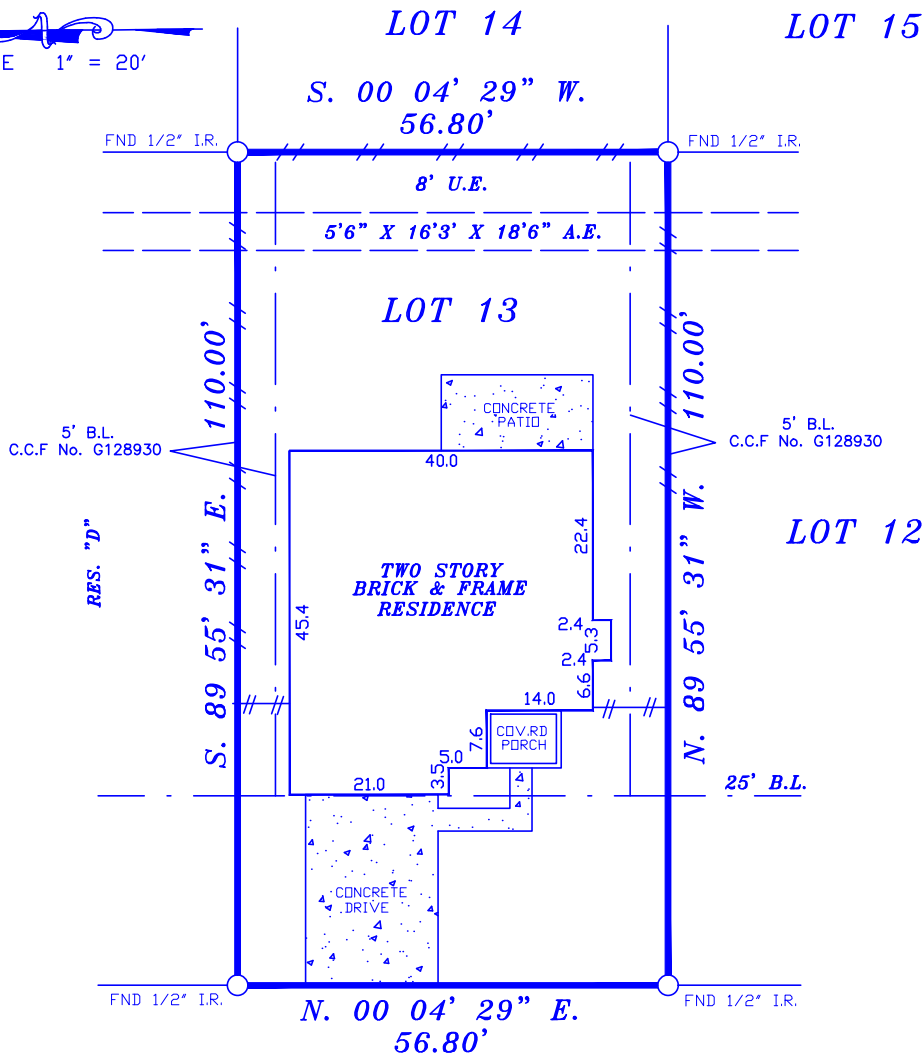 LOT 14
LOT 15
E 1" = 20'
S. 00 04' 29" W.
56.80'
FND 1/2" I.R.
FND 1/2" I.R.
8' U.E.
5'6" X 16'3' X 18'6" A.E.
LOT 13
S. 89 55' 31" E. 110.00'
N. 89 55' 31" W. 110.00'
CONCRETE
PATIO
5' B.L.
C.C.F No. G128930
5' B.L.
C.C.F No. G128930
40.0
22.4
RES. "D"
LOT 12
TWO STORY
BRICK & FRAME
RESIDENCE
45.4
2.4
5.3
2.4
6.6
14.0
COV.RD
PORCH
7.6
5.0
3.5
21.0
25' B.L.
CONCRETE
DRIVE
FND 1/2" I.R.
FND 1/2" I.R.
N. 00 04' 29" E.
56.80'